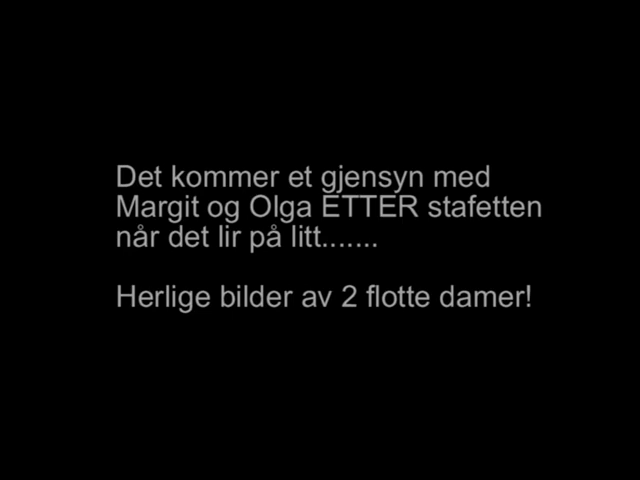 Det kommer et gjensyn med
Margit og Olga ETTER stafetten
når det lir på litt.......
Herlige bilder av 2 flotte damer!